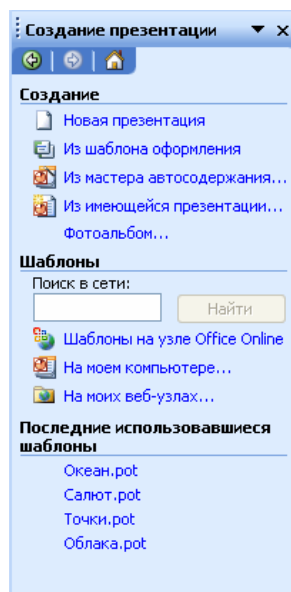 Создание презентации
Создание
Новая презентация
Из шаблона оформления
Из мастера автосодержания...
Из имеющейся презентации...
Фотоальбом...
Шаблоны
Поиск в сети:
Найти
Шаблоны на узле Office Online
На моем компьютере...
На моих веб-узлах...
Последние использовавшиеся
шаблоны
Океан.pot
Салют.pot
Точки.pot
Облака.pot